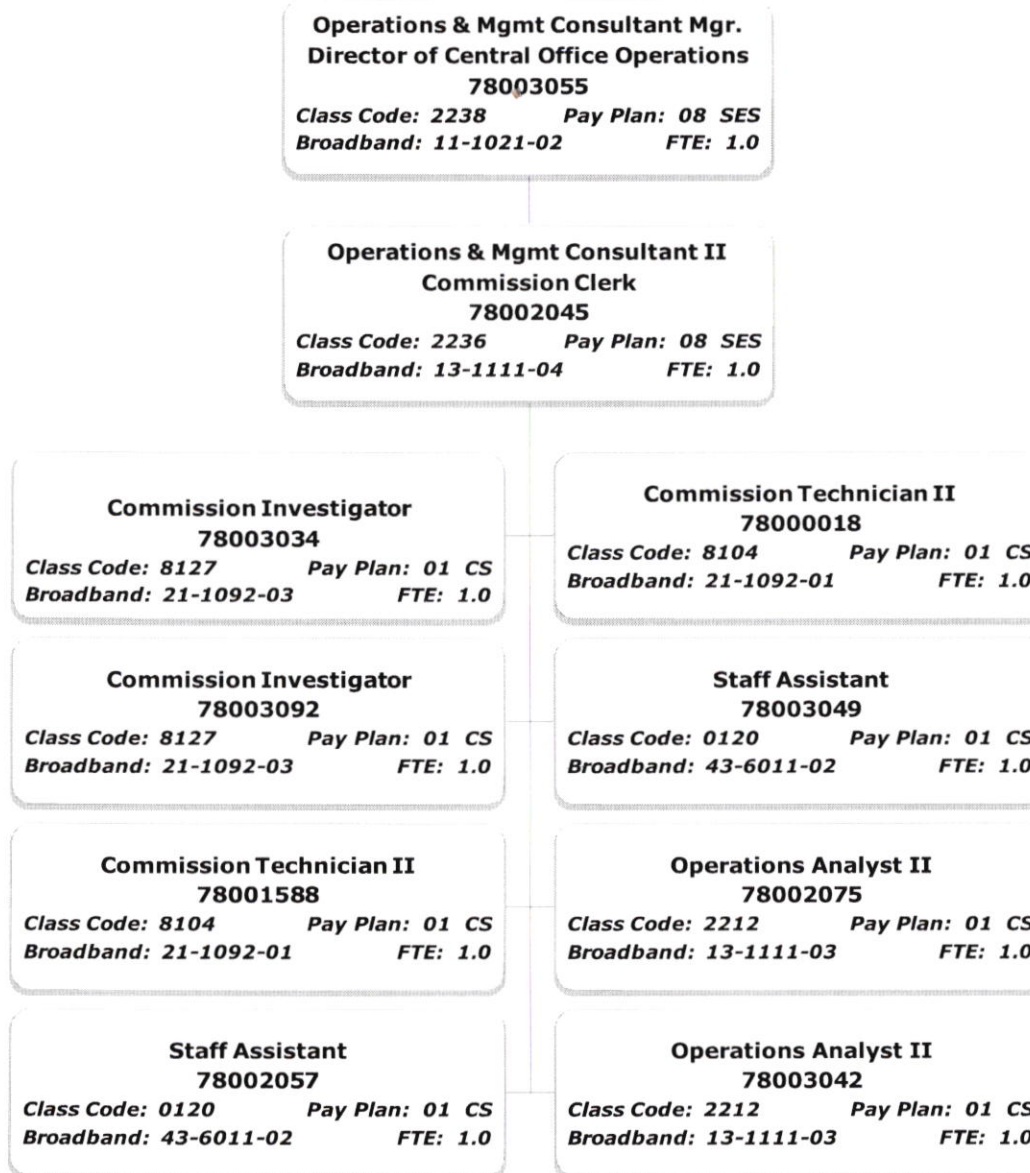 Operations & Mgmt Consultant Mgr.
Director of Central Office Operations
78003055
Class Code: 2238 Pay Plan: 08 SES
Broadband: 11-1021-02 FTE: 1.0
Operations & Mgmt Consultant II
Commission Clerk
78002045
Class Code: 2236 Pay Plan: 08 SES
Broadband: 13-1111-04 FTE: 1.0
Commission Investigator
78003034
Class Code: 8127 Pay Plan: 01 CS
Broadband: 21-1092-03 FTE: 1.0
Commission Technician II
78000018
Class Code: 8104 Pay Plan: 01 CS
Broadband: 21-1092-01 FTE: 1.0
Commission Investigator
78003092
Class Code: 8127 Pay Plan: 01 CS
Broadband: 21-1092-03 FTE: 1.0
Staff Assistant
78003049
Class Code: 0120 Pay Plan: 01 CS
Broadband: 43-6011-02 FTE: 1.0
Commission Technician II
78001588
Class Code: 8104 Pay Plan: 01 CS
Broadband: 21-1092-01 FTE: 1.0
Operations Analyst II
78002075
Class Code: 2212 Pay Plan: 01 CS
Broadband: 13-1111-03 FTE: 1.0
Staff Assistant
78002057
Class Code: 0120 Pay Plan: 01 CS
Broadband: 43-6011-02 FTE: 1.0
Operations Analyst II
78003042
Class Code: 2212 Pay Plan: 01 CS
Broadband: 13-1111-03 FTE: 1.0